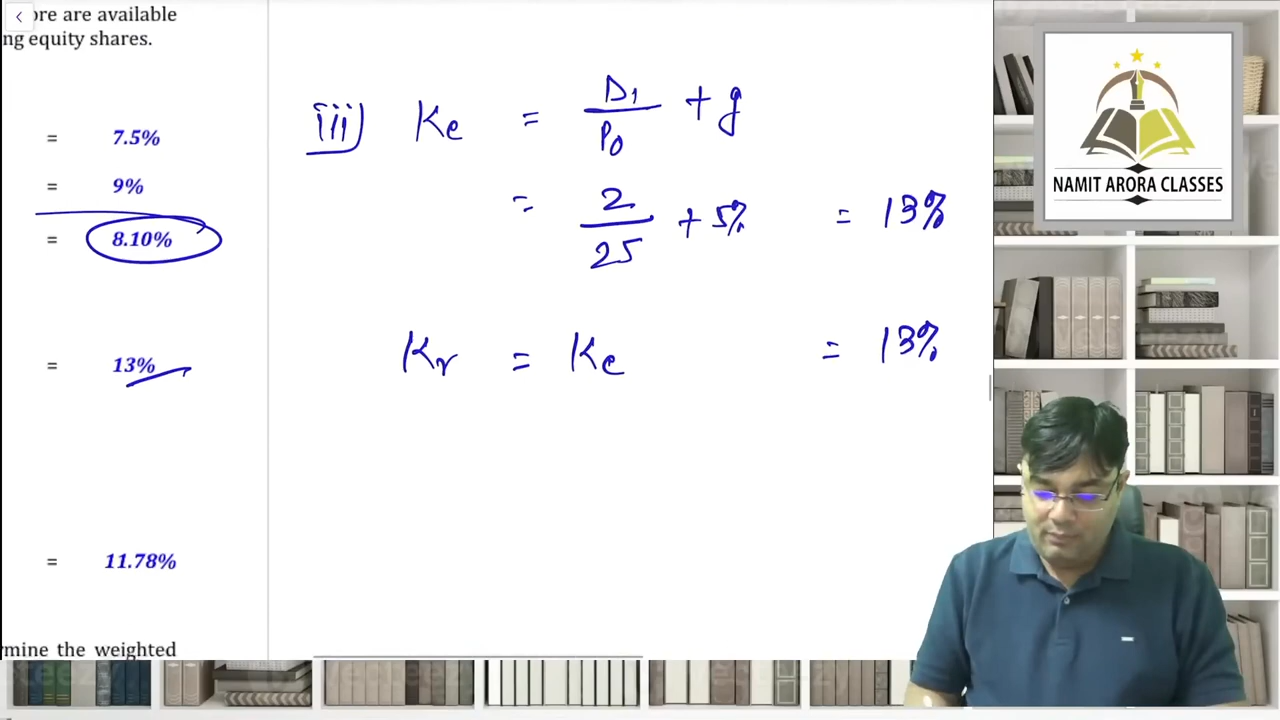 ore are available
ng equity shares.
= 7.5%
= 9%
= 8.10%
= 13%
= 11.78%
rmine the weighted
(iii) Ke = D1 / P0 + g
= 2 / 25 + 5% = 13%
Kr = Ke = 13%
NAMIT ARORA CLASSES